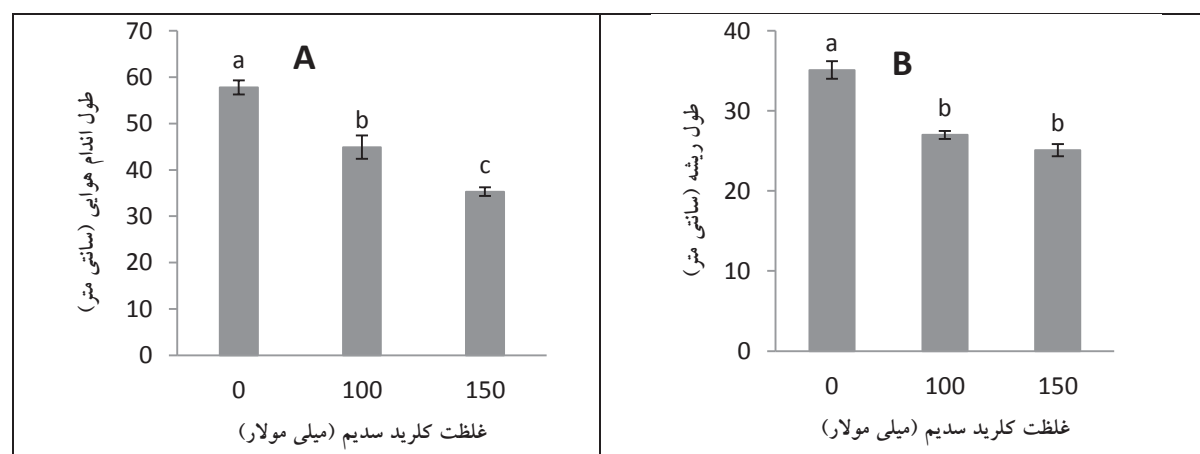 A
طول اندام هوایی (سانتی متر)
70
60
50
40
30
20
10
0
a
b
c
0 100 150
غلظت کلرید سدیم (میلی مولار)
B
طول ریشه (سانتی متر)
40
30
20
10
0
a
b
b
0 100 150
غلظت کلرید سدیم (میلی مولار)